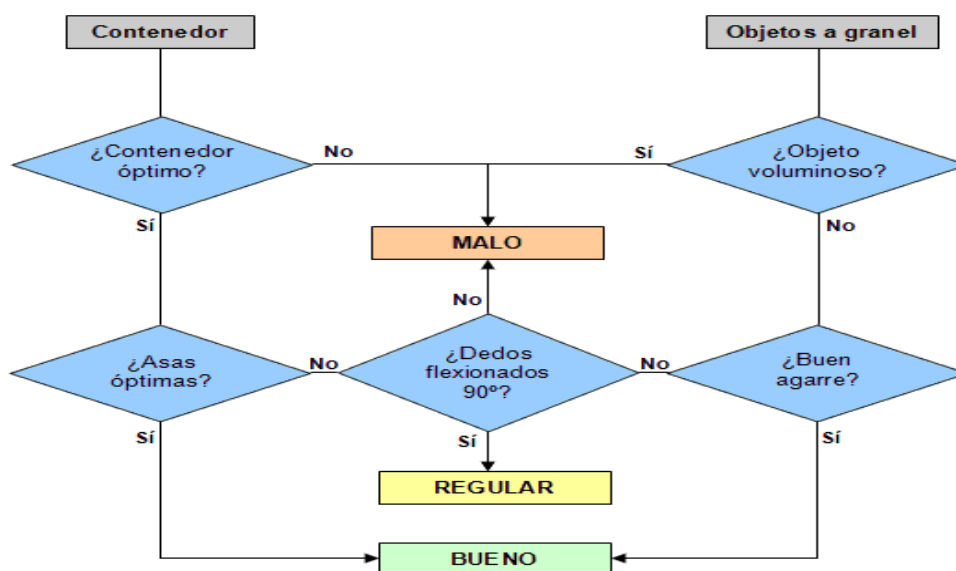 Contenedor
Objetos a granel
¿Contenedor
óptimo?
No
Sí
¿Objeto
voluminoso?
Sí
No
MALO
No
¿Asas
óptimas?
No
¿Dedos
flexionados
90º?
No
¿Buen
agarre?
Sí
Sí
Sí
REGULAR
BUENO